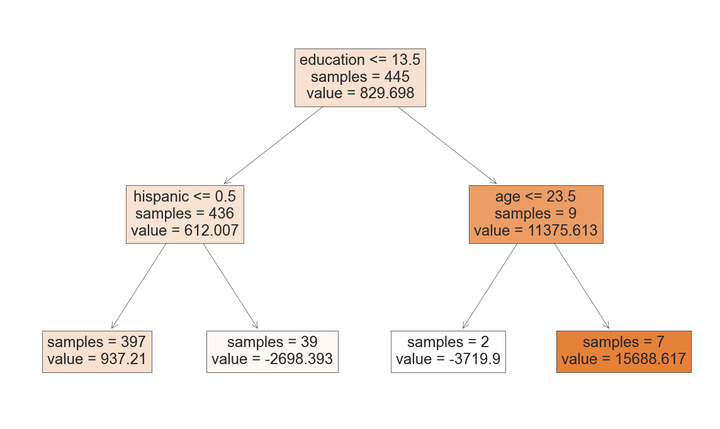 education <= 13.5
samples = 445
value = 829.698
hispanic <= 0.5
samples = 436
value = 612.007
age <= 23.5
samples = 9
value = 11375.613
samples = 397
value = 937.21
samples = 39
value = -2698.393
samples = 2
value = -3719.9
samples = 7
value = 15688.617